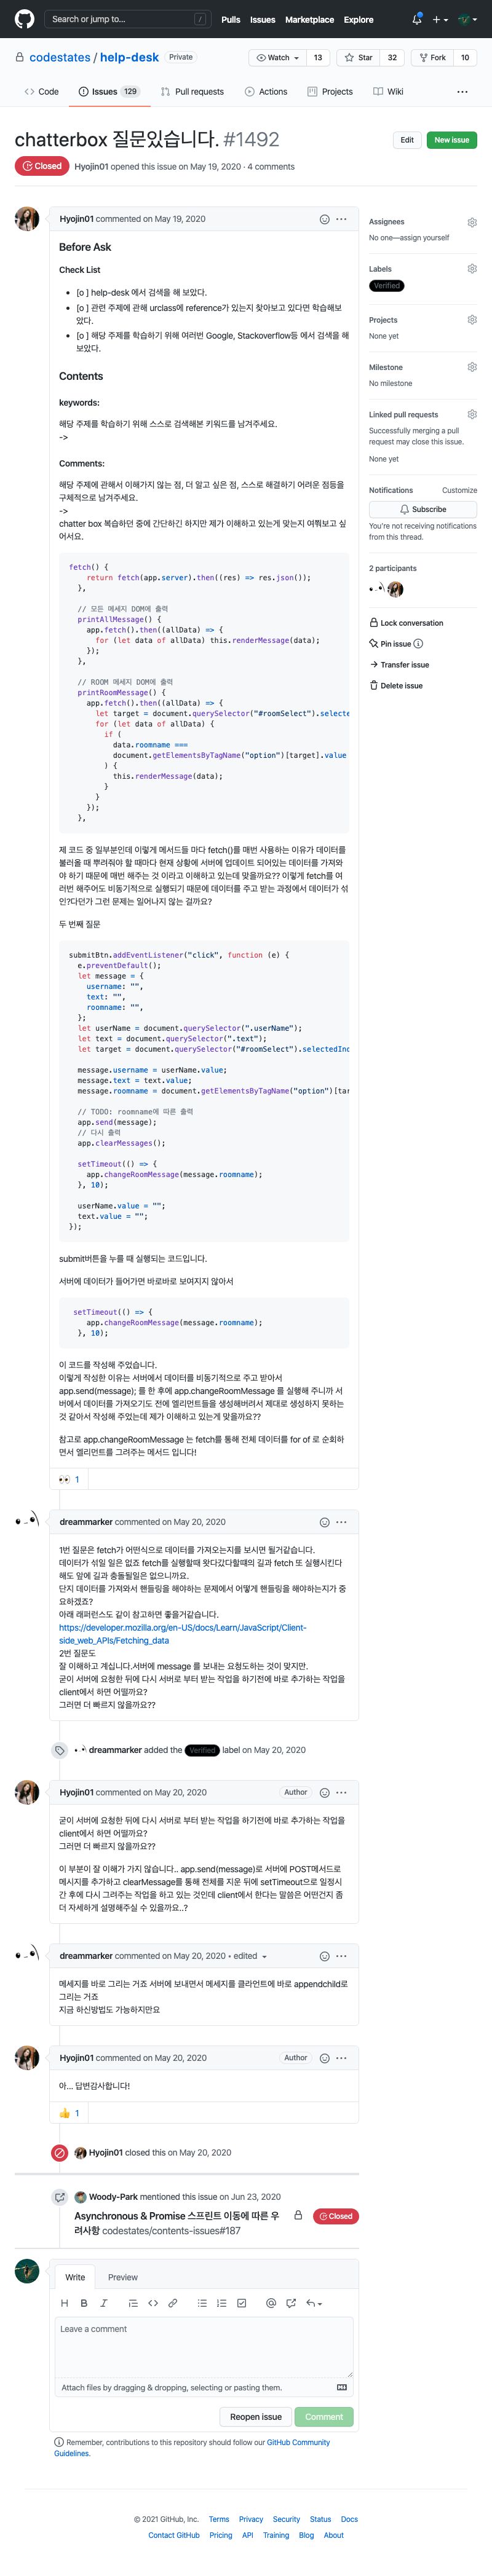 Search or jump to...
/
Pulls
Issues
Marketplace
Explore
codestates / help-desk
Private
Watch
13
Star
32
Fork
10
Code
Issues
129
Pull requests
Actions
Projects
Wiki
chatterbox 질문있습니다. #1492
Edit
New issue
Closed
Hyojin01 opened this issue on May 19, 2020 · 4 comments
Hyojin01 commented on May 19, 2020
Before Ask
Check List
[o ] help-desk 에서 검색을 해 보았다.
[o ] 관련 주제에 관해 urclass에 reference가 있는지 찾아보고 있다면 학습해보
았다.
[o ] 해당 주제를 학습하기 위해 여러번 Google, Stackoverflow등 에서 검색을 해
보았다.
Contents
keywords:
해당 주제를 학습하기 위해 스스로 검색해본 키워드를 남겨주세요.
->
Comments:
해당 주제에 관해서 이해가지 않는 점, 더 알고 싶은 점, 스스로 해결하기 어려운 점등을
구체적으로 남겨주세요.
->
chatter box 복습하던 중에 간단하긴 하지만 제가 이해하고 있는게 맞는지 여쭤보고 싶
어서요.
fetch() {
return fetch(app.server).then((res) => res.json());
},
// 모든 메세지 DOM에 출력
printAllMessage() {
app.fetch().then((allData) => {
for (let data of allData) this.renderMessage(data);
});
},
// ROOM 메세지 DOM에 출력
printRoomMessage() {
app.fetch().then((allData) => {
let target = document.querySelector("#roomSelect").selecte
for (let data of allData) {
if (
data.roomname ===
document.getElementsByTagName("option")[target].value
) {
this.renderMessage(data);
}
}
});
},
제 코드 중 일부분인데 이렇게 메서드들 마다 fetch()를 매번 사용하는 이유가 데이터를
불러올 때 뿌려줘야 할 때마다 현재 상황에 서버에 업데이트 되어있는 데이터를 가져와
야 하기 때문에 매번 해주는 것 이라고 이해하고 있는데 맞을까요?? 이렇게 fetch를 여
러번 해주어도 비동기적으로 실행되기 때문에 데이터를 주고 받는 과정에서 데이터가 섞
인?다던가 그런 문제는 일어나지 않는 걸까요?
두 번째 질문
submitBtn.addEventListener("click", function (e) {
e.preventDefault();
let message = {
username: "",
text: "",
roomname: "",
};
let userName = document.querySelector(".userName");
let text = document.querySelector(".text");
let target = document.querySelector("#roomSelect").selectedInd
message.username = userName.value;
message.text = text.value;
message.roomname = document.getElementsByTagName("option")[tar
// TODO: roomname에 따른 출력
app.send(message);
// 다시 출력
app.clearMessages();
setTimeout(() => {
app.changeRoomMessage(message.roomname);
}, 10);
userName.value = "";
text.value = "";
});
submit버튼을 누를 때 실행되는 코드입니다.
서버에 데이터가 들어가면 바로바로 보여지지 않아서
setTimeout(() => {
app.changeRoomMessage(message.roomname);
}, 10);
이 코드를 작성해 주었습니다.
이렇게 작성한 이유는 서버에서 데이터를 비동기적으로 주고 받아서
app.send(message); 를 한 후에 app.changeRoomMessage 를 실행해 주니까 서
버에서 데이터를 가져오기도 전에 엘리먼트들을 생성해버려서 제대로 생성하지 못하는
것 같아서 작성해 주었는데 제가 이해하고 있는게 맞을까요??
참고로 app.changeRoomMessage 는 fetch를 통해 전체 데이터를 for of 로 순회하
면서 엘리먼트를 그려주는 메서드 입니다!
1
dreammarker commented on May 20, 2020
1번 질문은 fetch가 어떤식으로 데이터를 가져오는지를 보시면 될거같습니다.
데이터가 섞일 일은 없죠 fetch를 실행할때 왔다갔다할때의 길과 fetch 또 실행시킨다
해도 앞에 길과 충돌될일은 없으니까요.
단지 데이터를 가져와서 핸들링을 해야하는 문제에서 어떻게 핸들링을 해야하는지가 중
요하겠죠?
아래 래퍼런스도 같이 참고하면 좋을거같습니다.
https://developer.mozilla.org/en-US/docs/Learn/JavaScript/Client-
side_web_APIs/Fetching_data
2번 질문도
잘 이해하고 계십니다.서버에 message 를 보내는 요청도하는 것이 맞지만.
굳이 서버에 요청한 뒤에 다시 서버로 부터 받는 작업을 하기전에 바로 추가하는 작업을
client에서 하면 어떨까요?
그러면 더 빠르지 않을까요??
dreammarker added the Verified label on May 20, 2020
Hyojin01 commented on May 20, 2020
Author
굳이 서버에 요청한 뒤에 다시 서버로 부터 받는 작업을 하기전에 바로 추가하는 작업을
client에서 하면 어떨까요?
그러면 더 빠르지 않을까요??
이 부분이 잘 이해가 가지 않습니다.. app.send(message)로 서버에 POST메서드로
메시지를 추가하고 clearMessage를 통해 전체를 지운 뒤에 setTimeout으로 일정시
간 후에 다시 그려주는 작업을 하고 있는 것인데 client에서 한다는 말씀은 어떤건지 좀
더 자세하게 설명해주실 수 있을까요..?
dreammarker commented on May 20, 2020 • edited
메세지를 바로 그리는 거죠 서버에 보내면서 메세지를 클라언트에 바로 appendchild로
그리는 거죠
지금 하신방법도 가능하지만요
Hyojin01 commented on May 20, 2020
Author
아... 답변감사합니다!
1
Hyojin01 closed this on May 20, 2020
Woody-Park mentioned this issue on Jun 23, 2020
Asynchronous & Promise 스프린트 이동에 따른 우
려사항 codestates/contents-issues#187
Closed
Write
Preview
Leave a comment
Attach files by dragging & dropping, selecting or pasting them.
Reopen issue
Comment
Remember, contributions to this repository should follow our GitHub Community
Guidelines.
Assignees
No one—assign yourself
Labels
Verified
Projects
None yet
Milestone
No milestone
Linked pull requests
Successfully merging a pull
request may close this issue.
None yet
Notifications
Customize
Subscribe
You're not receiving notifications
from this thread.
2 participants
Lock conversation
Pin issue
Transfer issue
Delete issue
© 2021 GitHub, Inc.
Terms
Privacy
Security
Status
Docs
Contact GitHub
Pricing
API
Training
Blog
About